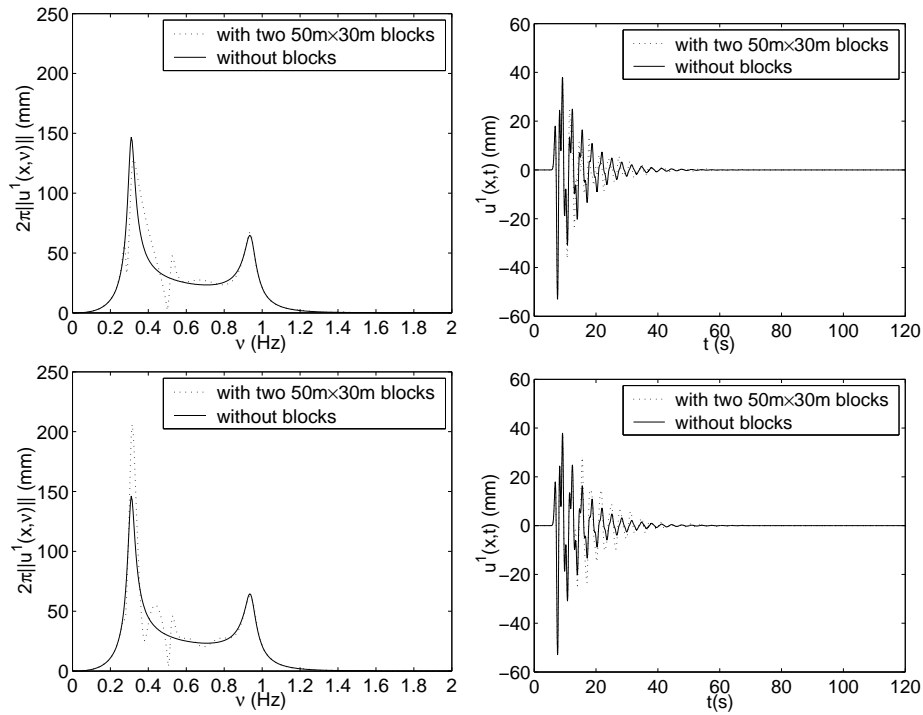 250
200
150
100
50
0
2π||u¹(x,ν)|| (mm)
with two 50m×30m blocks
without blocks
0 0.2 0.4 0.6 0.8 1 1.2 1.4 1.6 1.8 2
ν (Hz)
60
40
20
0
−20
−40
−60
u¹(x,t) (mm)
with two 50m×30m blocks
without blocks
0 20 40 60 80 100 120
t (s)
250
200
150
100
50
0
2π||u¹(x,ν)|| (mm)
with two 50m×30m blocks
without blocks
0 0.2 0.4 0.6 0.8 1 1.2 1.4 1.6 1.8 2
ν (Hz)
60
40
20
0
−20
−40
−60
u¹(x,t) (mm)
with two 50m×30m blocks
without blocks
0 20 40 60 80 100 120
t(s)